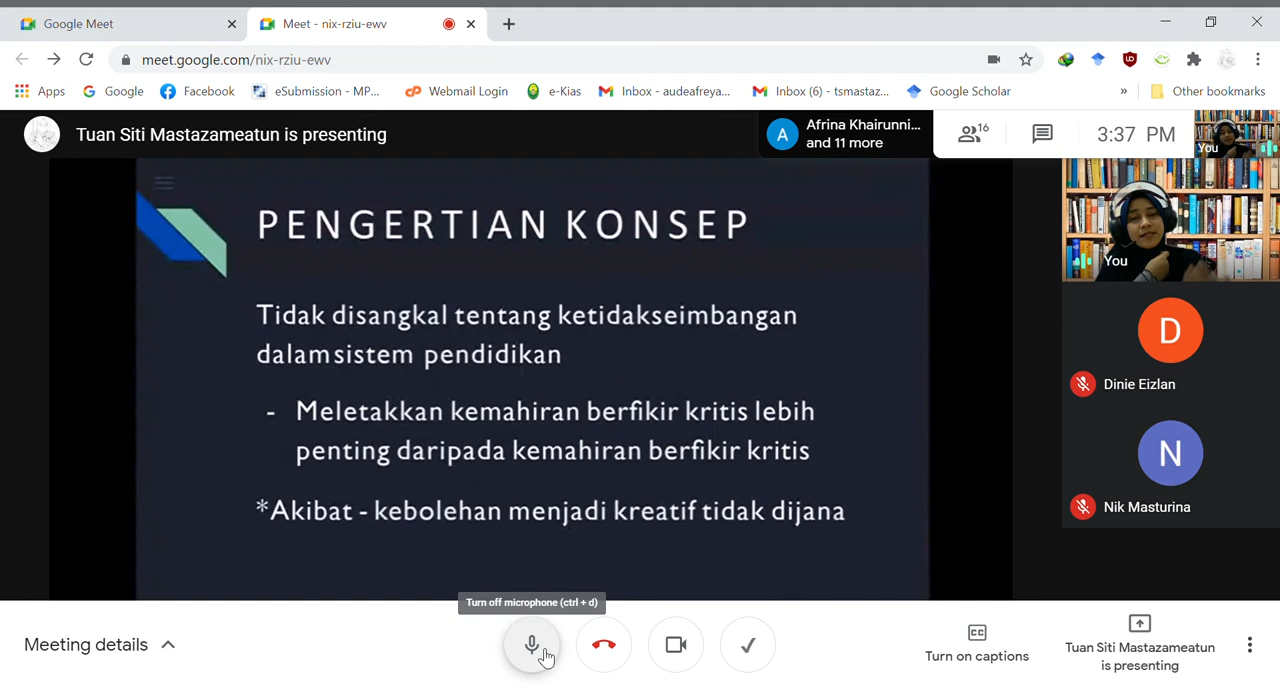 Google Meet
Meet - nix-rziu-ewv
meet.google.com/nix-rziu-ewv
Apps
Google
Facebook
eSubmission - MP...
Webmail Login
e-Kias
Inbox - audeafreya...
Inbox (6) - tsmastaz...
Google Scholar
»
Other bookmarks
Tuan Siti Mastazameatun is presenting
A
Afrina Khairunni...
and 11 more
16
3:37 PM
You
PENGERTIAN KONSEP
Tidak disangkal tentang ketidakseimbangan
dalamsistem pendidikan
- Meletakkan kemahiran berfikir kritis lebih
penting daripada kemahiran berfikir kritis
*Akibat - kebolehan menjadi kreatif tidak dijana
You
D
Dinie Eizlan
N
Nik Masturina
Turn off microphone (ctrl + d)
Meeting details
Turn on captions
Tuan Siti Mastazameatun
is presenting